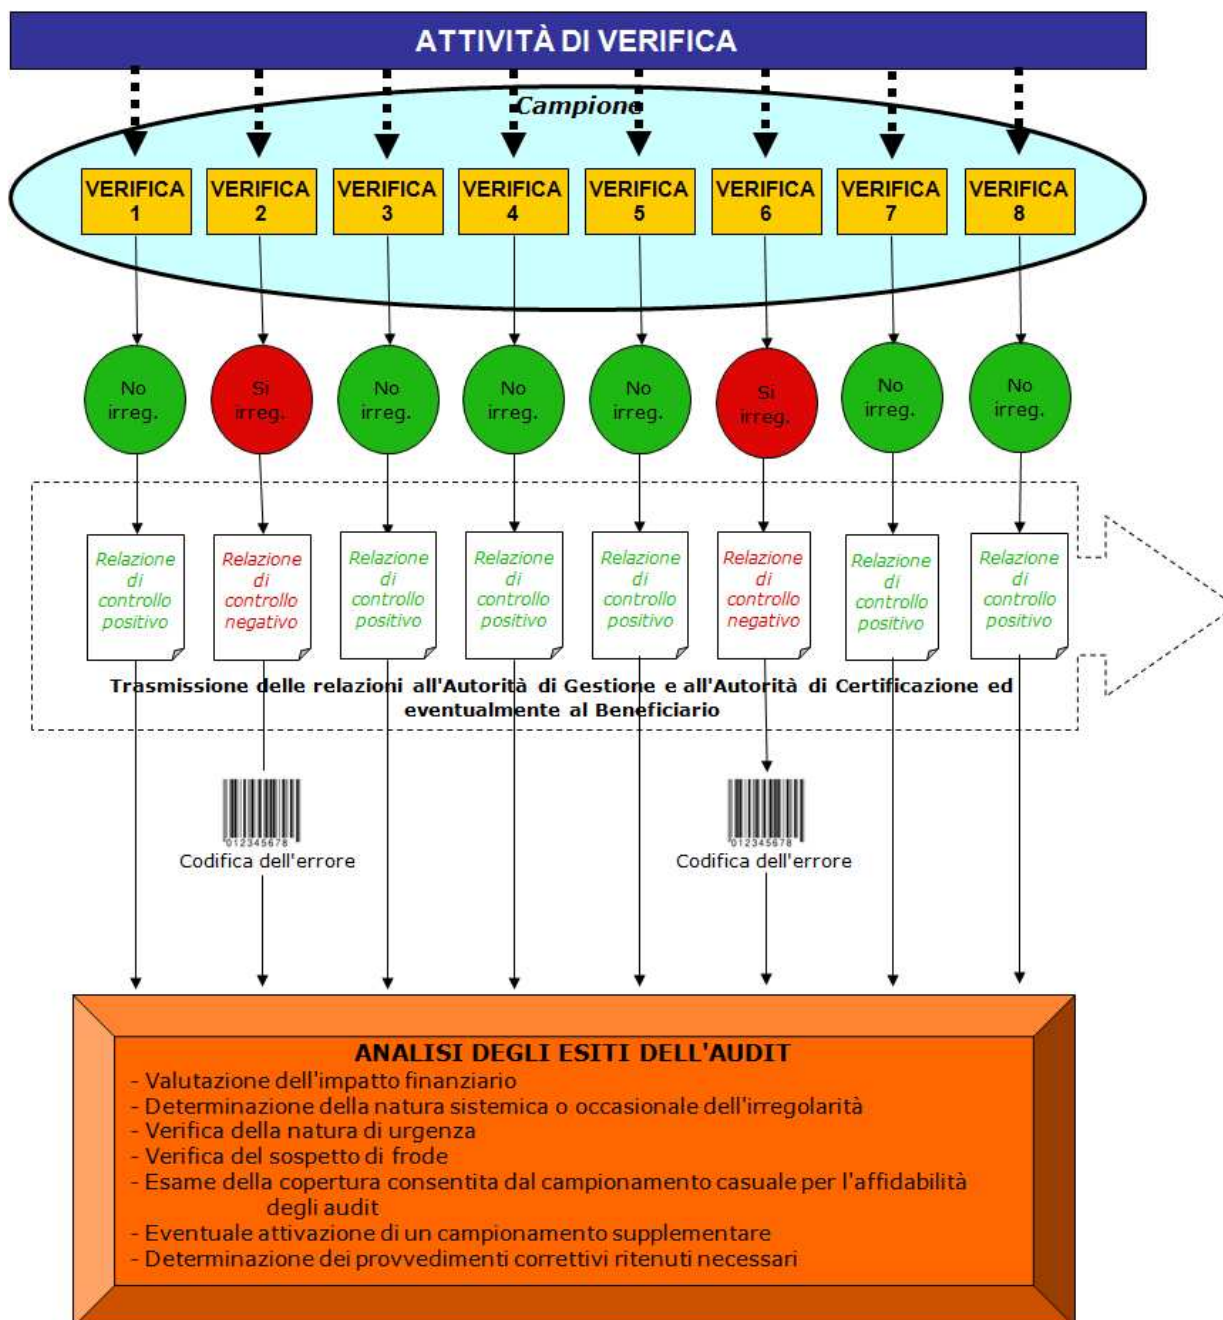 ATTIVITÀ DI VERIFICA
Campione
VERIFICA
1
VERIFICA
2
VERIFICA
3
VERIFICA
4
VERIFICA
5
VERIFICA
6
VERIFICA
7
VERIFICA
8
No
irreg.
Si
irreg.
No
irreg.
No
irreg.
No
irreg.
Si
irreg.
No
irreg.
No
irreg.
Relazione
di
controllo
positivo
Relazione
di
controllo
negativo
Relazione
di
controllo
positivo
Relazione
di
controllo
positivo
Relazione
di
controllo
positivo
Relazione
di
controllo
negativo
Relazione
di
controllo
positivo
Relazione
di
controllo
positivo
Trasmissione delle relazioni all'Autorità di Gestione e all'Autorità di Certificazione ed
eventualmente al Beneficiario
012345678
Codifica dell'errore
012345678
Codifica dell'errore
ANALISI DEGLI ESITI DELL'AUDIT
- Valutazione dell'impatto finanziario
- Determinazione della natura sistemica o occasionale dell'irregolarità
- Verifica della natura di urgenza
- Verifica del sospetto di frode
- Esame della copertura consentita dal campionamento casuale per l'affidabilità
degli audit
- Eventuale attivazione di un campionamento supplementare
- Determinazione dei provvedimenti correttivi ritenuti necessari